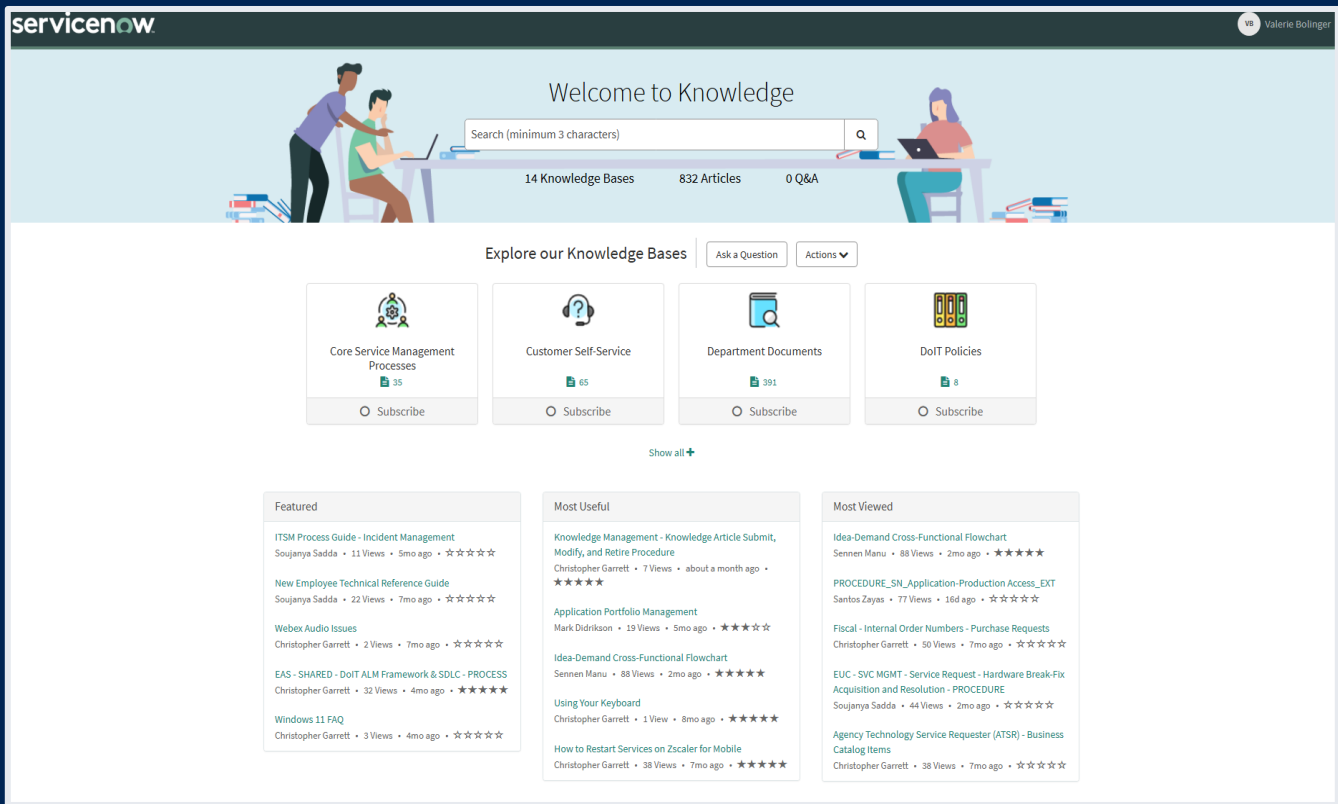 servicenow
VB Valerie Bolinger
Welcome to Knowledge
Search (minimum 3 characters)
14 Knowledge Bases 832 Articles 0 Q&A
Explore our Knowledge Bases Ask a Question Actions
Core Service Management
Processes
35
Subscribe
Customer Self-Service
65
Subscribe
Department Documents
391
Subscribe
DoIT Policies
8
Subscribe
Show all +
Featured
ITSM Process Guide - Incident Management
Soujanya Sadda • 11 Views • 5mo ago • ☆☆☆☆☆
New Employee Technical Reference Guide
Soujanya Sadda • 22 Views • 7mo ago • ☆☆☆☆☆
Webex Audio Issues
Christopher Garrett • 2 Views • 7mo ago • ☆☆☆☆☆
EAS - SHARED - DoIT ALM Framework & SDLC - PROCESS
Christopher Garrett • 32 Views • 4mo ago • ★★★★★
Windows 11 FAQ
Christopher Garrett • 3 Views • 4mo ago • ☆☆☆☆☆
Most Useful
Knowledge Management - Knowledge Article Submit,
Modify, and Retire Procedure
Christopher Garrett • 7 Views • about a month ago •
★★★★★
Application Portfolio Management
Mark Didrikson • 19 Views • 5mo ago • ★★★☆☆
Idea-Demand Cross-Functional Flowchart
Sennen Manu • 88 Views • 2mo ago • ★★★★★
Using Your Keyboard
Christopher Garrett • 1 View • 8mo ago • ★★★★★
How to Restart Services on Zscaler for Mobile
Christopher Garrett • 38 Views • 7mo ago • ★★★★★
Most Viewed
Idea-Demand Cross-Functional Flowchart
Sennen Manu • 88 Views • 2mo ago • ★★★★★
PROCEDURE_SN_Application-Production Access_EXT
Santos Zayas • 77 Views • 16d ago • ☆☆☆☆☆
Fiscal - Internal Order Numbers - Purchase Requests
Christopher Garrett • 50 Views • 7mo ago • ☆☆☆☆☆
EUC - SVC MGMT - Service Request - Hardware Break-Fix
Acquisition and Resolution - PROCEDURE
Soujanya Sadda • 44 Views • 2mo ago • ☆☆☆☆☆
Agency Technology Service Requester (ATSR) - Business
Catalog Items
Christopher Garrett • 38 Views • 7mo ago • ☆☆☆☆☆